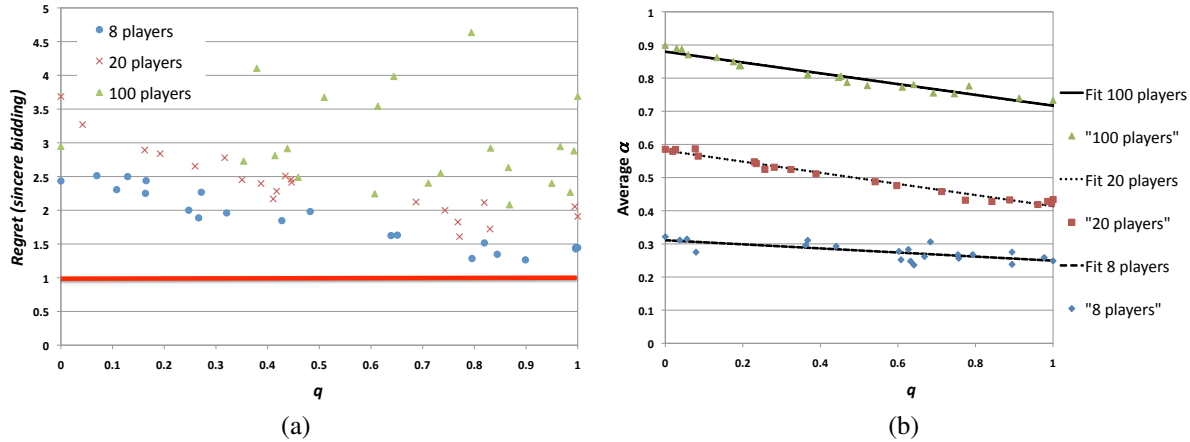 5
4.5
4
3.5
3
2.5
2
1.5
1
0.5
0
Regret (sincere bidding)
8 players
20 players
100 players
0 0.1 0.2 0.3 0.4 0.5 0.6 0.7 0.8 0.9 1
q
(a)
1
0.9
0.8
0.7
0.6
0.5
0.4
0.3
0.2
0.1
0
Average α
0 0.2 0.4 0.6 0.8 1
q
Fit 100 players
"100 players"
Fit 20 players
"20 players"
Fit 8 players
"8 players"
(b)